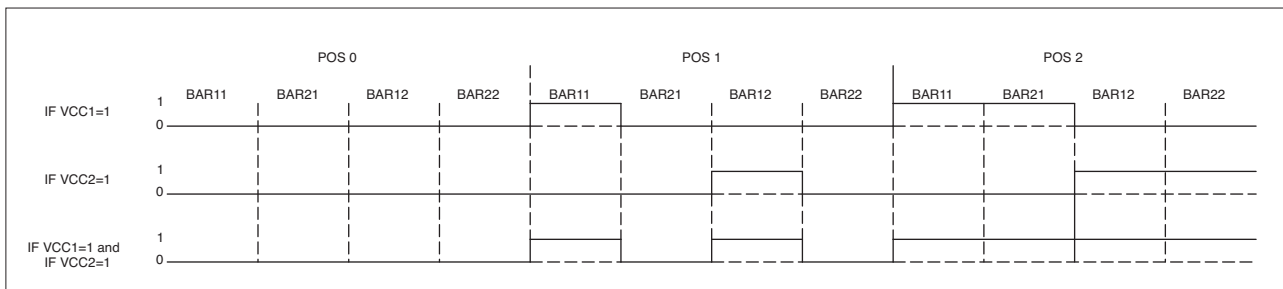 POS 0 POS 1 POS 2
BAR11 BAR21 BAR12 BAR22 BAR11 BAR21 BAR12 BAR22 BAR11 BAR21 BAR12 BAR22
IF VCC1=1 1
0
IF VCC2=1 1
0
IF VCC1=1 and 1
IF VCC2=1 0